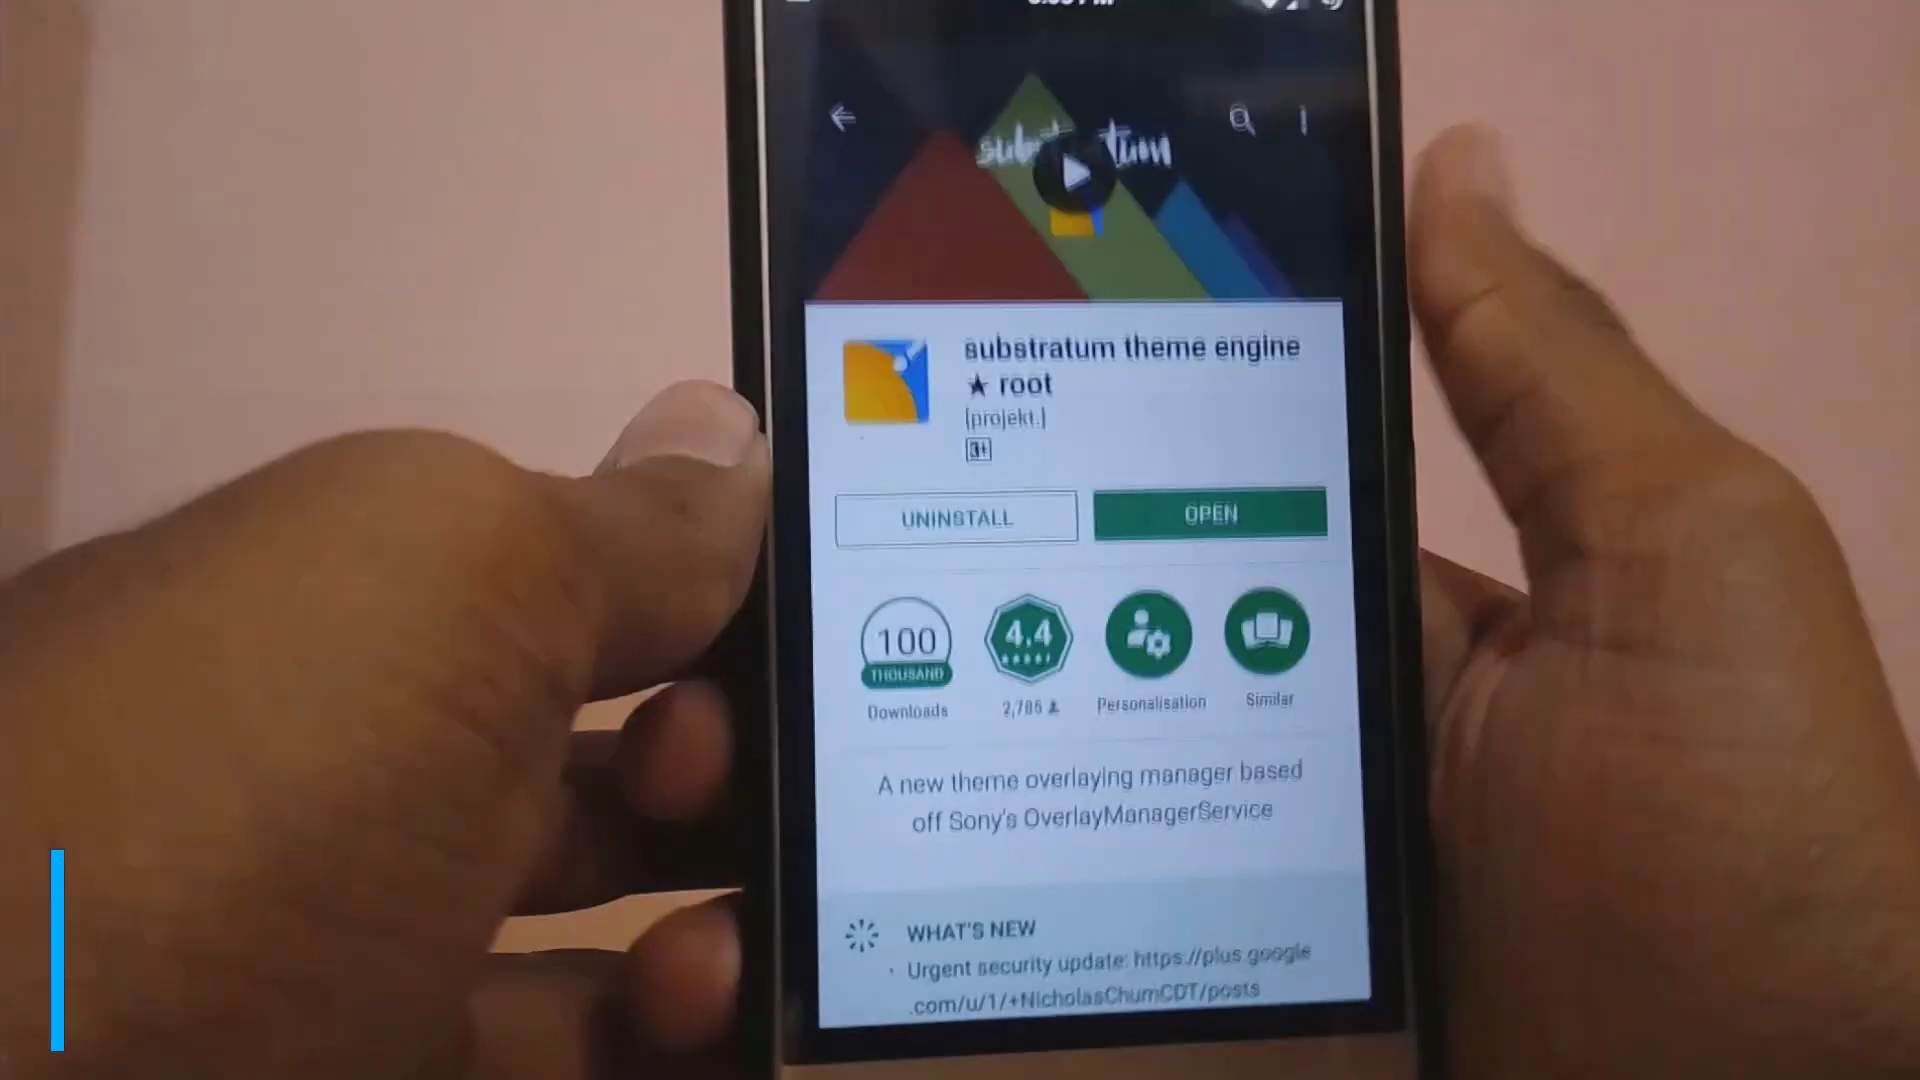 substratum theme engine
★ root
[projekt.]
3+
UNINSTALL
OPEN
100
THOUSAND
Downloads
4.4
2,785
Personalisation
Similar
A new theme overlaying manager based
off Sony's OverlayManagerService
WHAT'S NEW
· Urgent security update: https://plus.google
.com/u/1/+NicholasChumCDT/posts